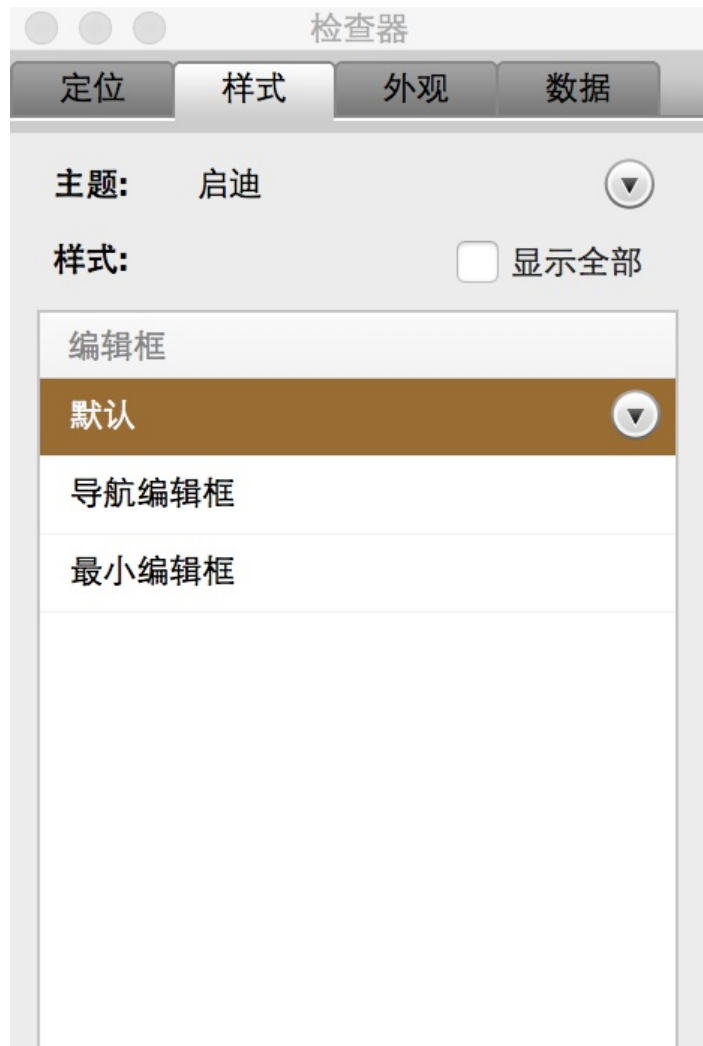 检查器
定位 样式 外观 数据
主题: 启迪
样式: 显示全部
编辑框
默认
导航编辑框
最小编辑框